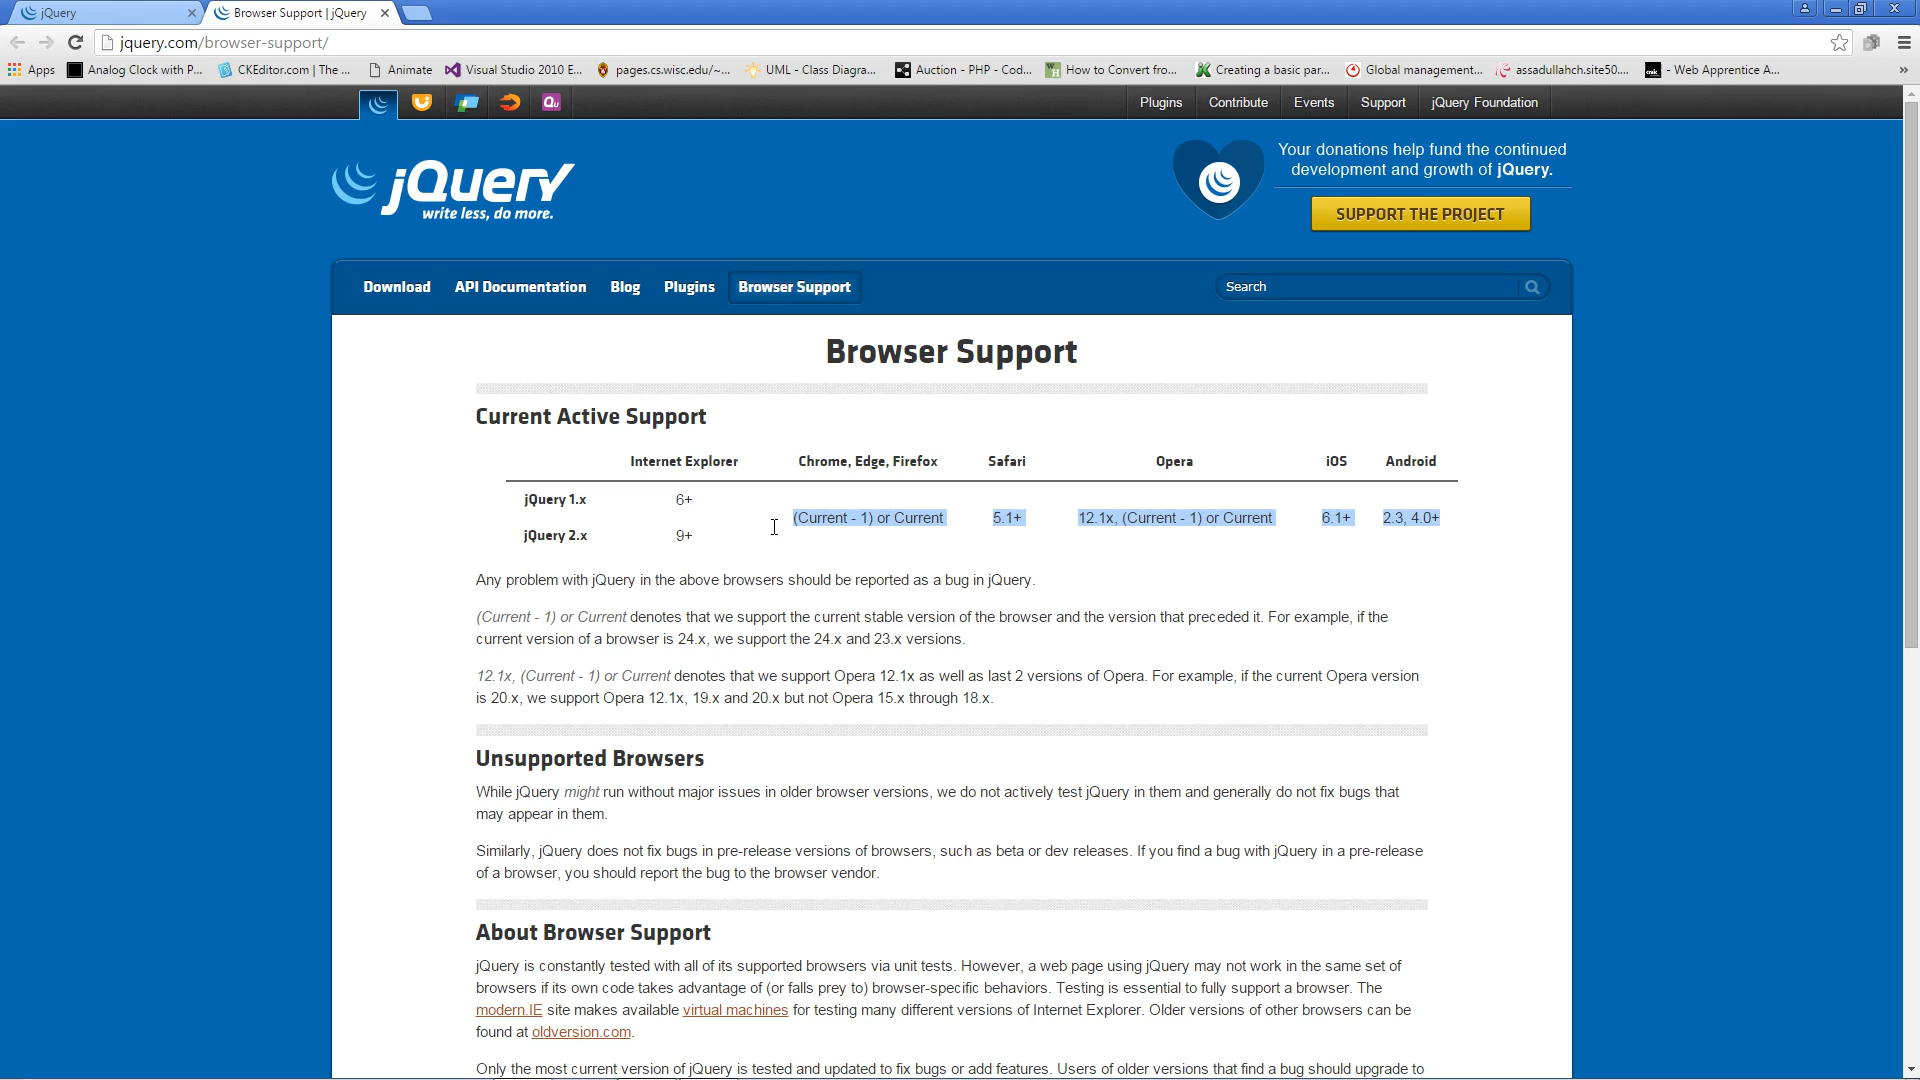 jQuery
Browser Support | jQuery
jquery.com/browser-support/
Apps
Analog Clock with P...
CKEditor.com | The ...
Animate
Visual Studio 2010 E...
pages.cs.wisc.edu/~...
UML - Class Diagra...
Auction - PHP - Cod...
How to Convert fro...
Creating a basic par...
Global management...
assadullahch.site50....
- Web Apprentice A...
»
Qu
Plugins
Contribute
Events
Support
jQuery Foundation
jQuery
write less, do more.
Your donations help fund the continued
development and growth of jQuery.
SUPPORT THE PROJECT
Download
API Documentation
Blog
Plugins
Browser Support
Search
Browser Support
Current Active Support
Internet Explorer Chrome, Edge, Firefox Safari Opera iOS Android
jQuery 1.x 6+
(Current - 1) or Current 5.1+ 12.1x, (Current - 1) or Current 6.1+ 2.3, 4.0+
jQuery 2.x 9+
Any problem with jQuery in the above browsers should be reported as a bug in jQuery.
(Current - 1) or Current denotes that we support the current stable version of the browser and the version that preceded it. For example, if the
current version of a browser is 24.x, we support the 24.x and 23.x versions.
12.1x, (Current - 1) or Current denotes that we support Opera 12.1x as well as last 2 versions of Opera. For example, if the current Opera version
is 20.x, we support Opera 12.1x, 19.x and 20.x but not Opera 15.x through 18.x.
Unsupported Browsers
While jQuery might run without major issues in older browser versions, we do not actively test jQuery in them and generally do not fix bugs that
may appear in them.
Similarly, jQuery does not fix bugs in pre-release versions of browsers, such as beta or dev releases. If you find a bug with jQuery in a pre-release
of a browser, you should report the bug to the browser vendor.
About Browser Support
jQuery is constantly tested with all of its supported browsers via unit tests. However, a web page using jQuery may not work in the same set of
browsers if its own code takes advantage of (or falls prey to) browser-specific behaviors. Testing is essential to fully support a browser. The
modern.IE site makes available virtual machines for testing many different versions of Internet Explorer. Older versions of other browsers can be
found at oldversion.com.
Only the most current version of jQuery is tested and updated to fix bugs or add features. Users of older versions that find a bug should upgrade to